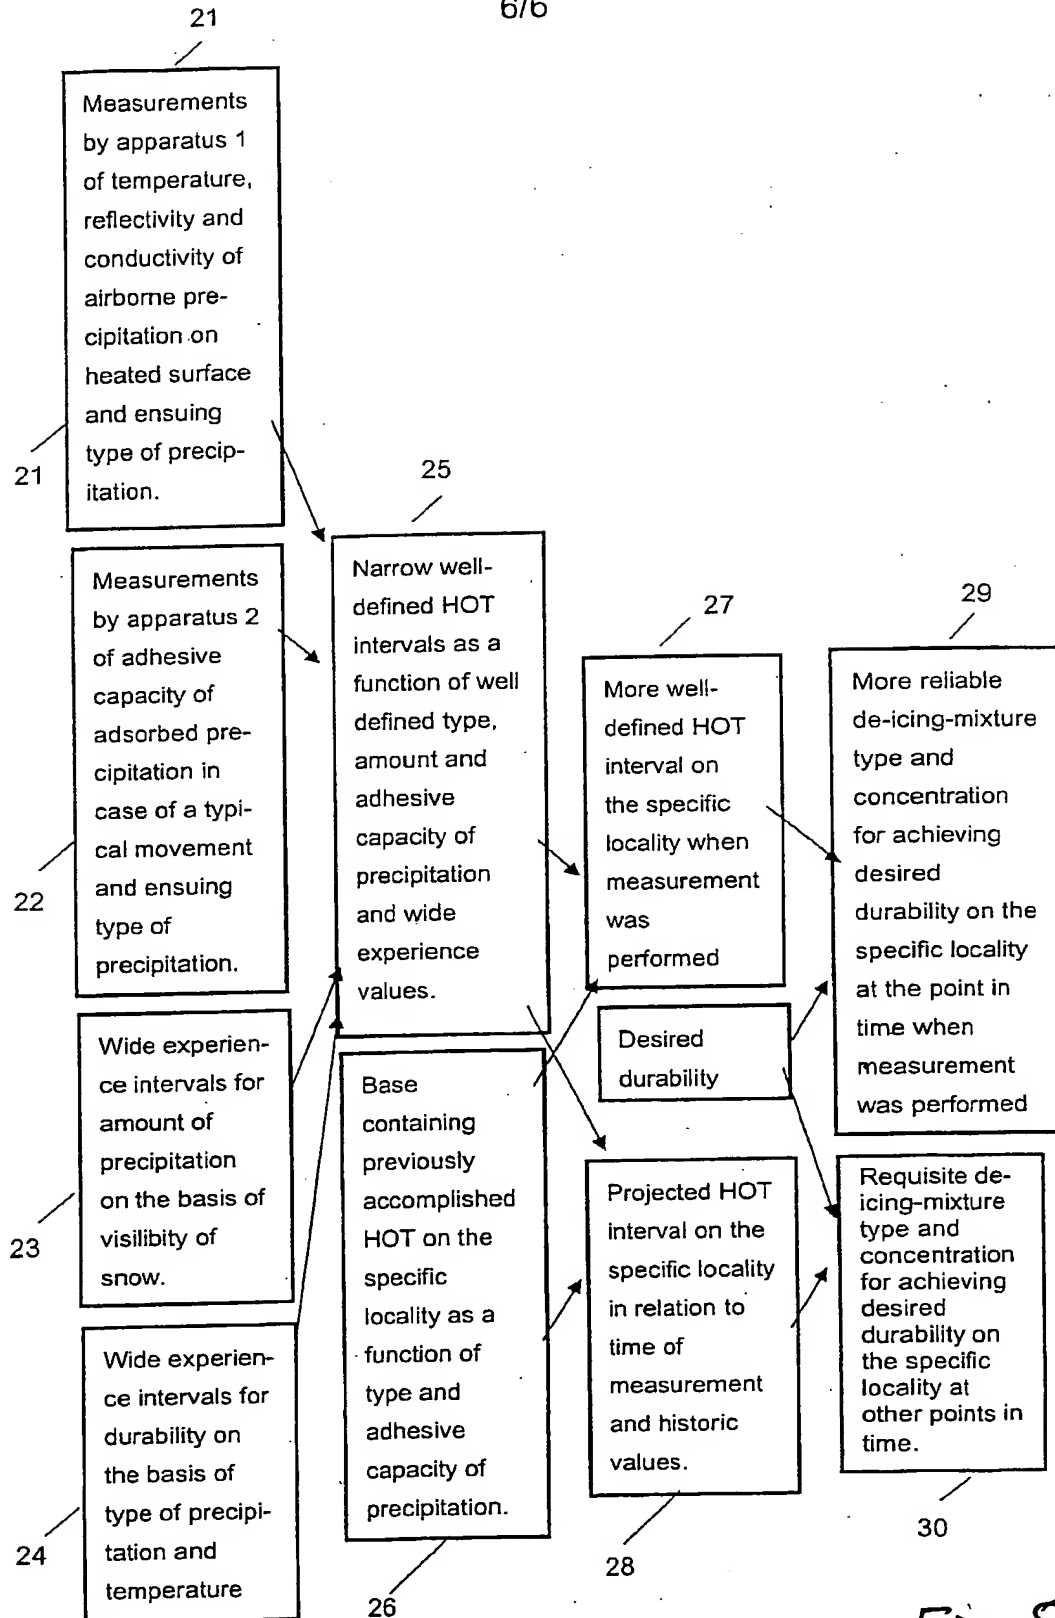 6/6
21
Measurements
by apparatus 1
of temperature,
reflectivity and
conductivity of
airborne pre-
cipitation on
heated surface
and ensuing
type of precip-
itation.
21
Measurements
by apparatus 2
of adhesive
capacity of
adsorbed pre-
cipitation in
case of a typi-
cal movement
and ensuing
type of
precipitation.
22
Wide experien-
ce intervals for
amount of
precipitation
on the basis of
visilibity of
snow.
23
Wide experien-
ce intervals for
durability on
the basis of
type of precipi-
tation and
temperature
24
25
Narrow well-
defined HOT
intervals as a
function of well
defined type,
amount and
adhesive
capacity of
precipitation
and wide
experience
values.
Base
containing
previously
accomplished
HOT on the
specific
locality as a
function of
type and
adhesive
capacity of
precipitation.
26
27
More well-
defined HOT
interval on
the specific
locality when
measurement
was
performed
Desired
durability
Projected HOT
interval on the
specific locality
in relation to
time of
measurement
and historic
values.
28
29
More reliable
de-icing-mixture
type and
concentration
for achieving
desired
durability on the
specific locality
at the point in
time when
measurement
was performed
Requisite de-
icing-mixture
type and
concentration
for achieving
desired
durability on
the specific
locality at
other points in
time.
30